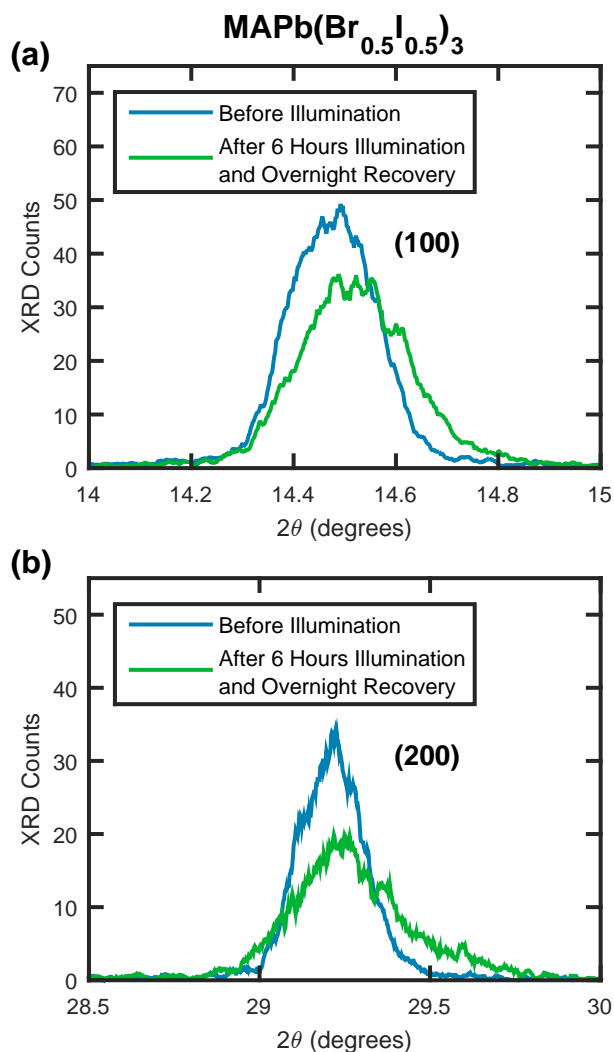 MAPb(Br0.5I0.5)3
(a)
70
60
50
40
30
20
10
0
XRD Counts
Before Illumination
After 6 Hours Illumination
and Overnight Recovery
(100)
14
14.2
14.4
14.6
14.8
15
2θ (degrees)
(b)
50
40
30
20
10
0
XRD Counts
Before Illumination
After 6 Hours Illumination
and Overnight Recovery
(200)
28.5
29
29.5
30
2θ (degrees)